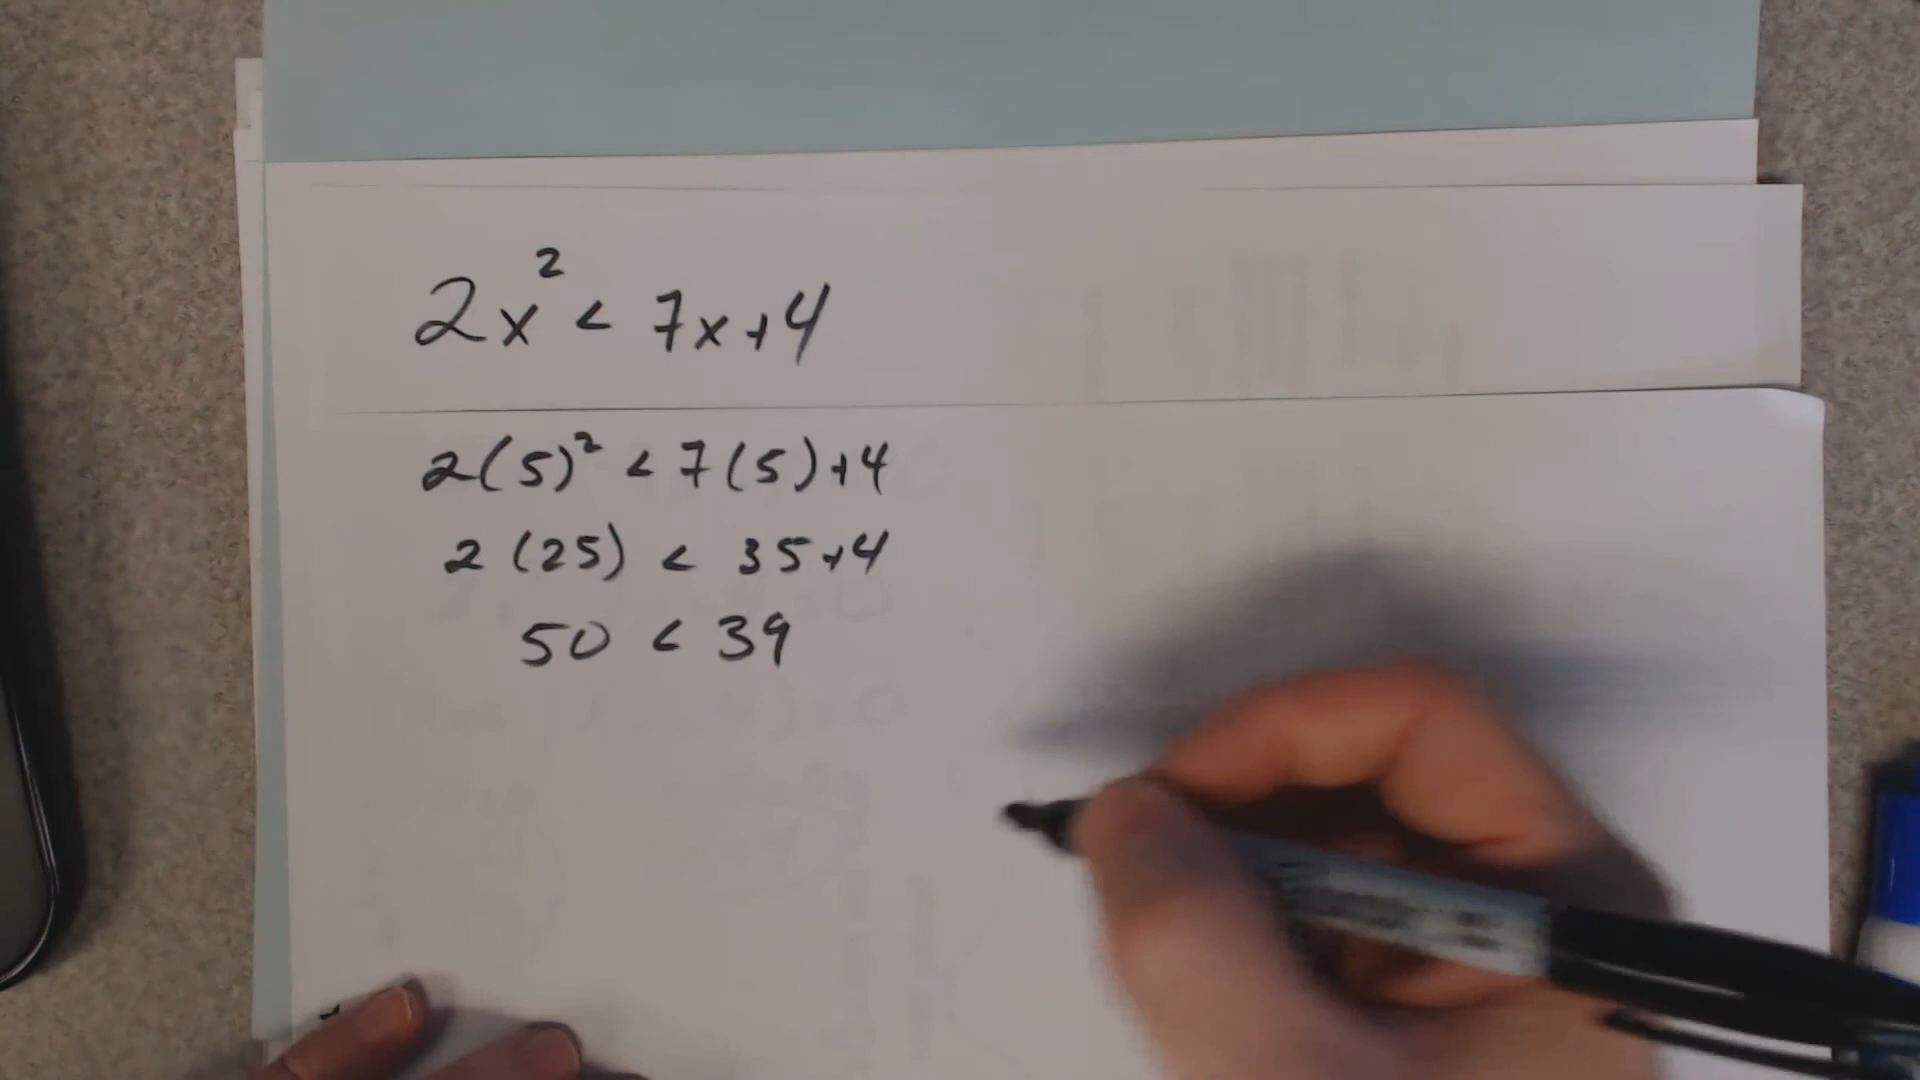 2x² < 7x+4
2(5)² < 7(5)+4
2(25) < 35+4
50 < 39